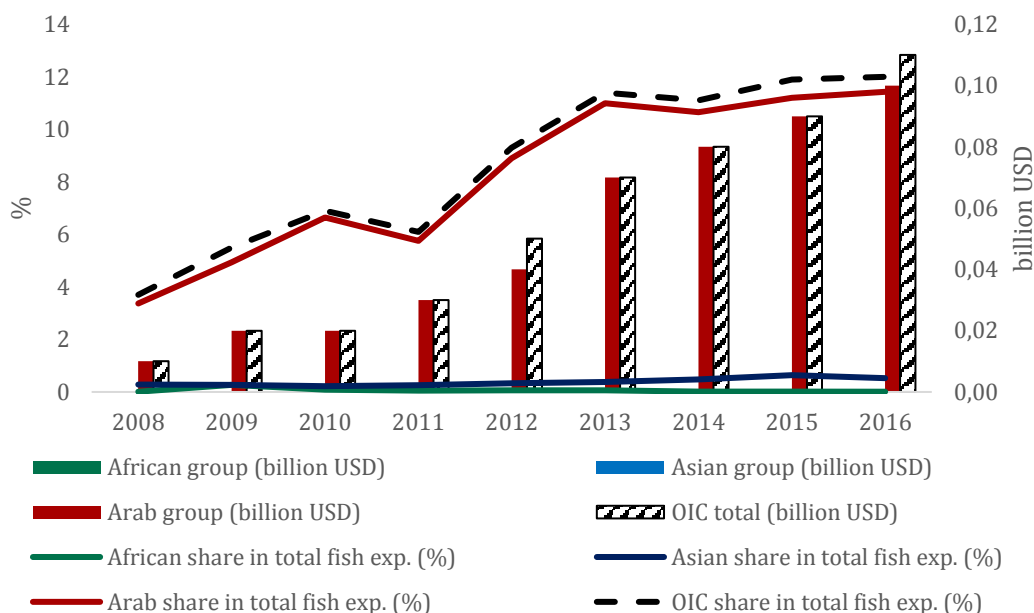 14 0,12
12 0,10
10 0,08
8 0,06
6 0,04
4 0,02
2 0,00
0
%
billion USD
2008 2009 2010 2011 2012 2013 2014 2015 2016
African group (billion USD) Asian group (billion USD)
Arab group (billion USD) OIC total (billion USD)
African share in total fish exp. (%) Asian share in total fish exp. (%)
Arab share in total fish exp. (%) OIC share in total fish exp. (%)